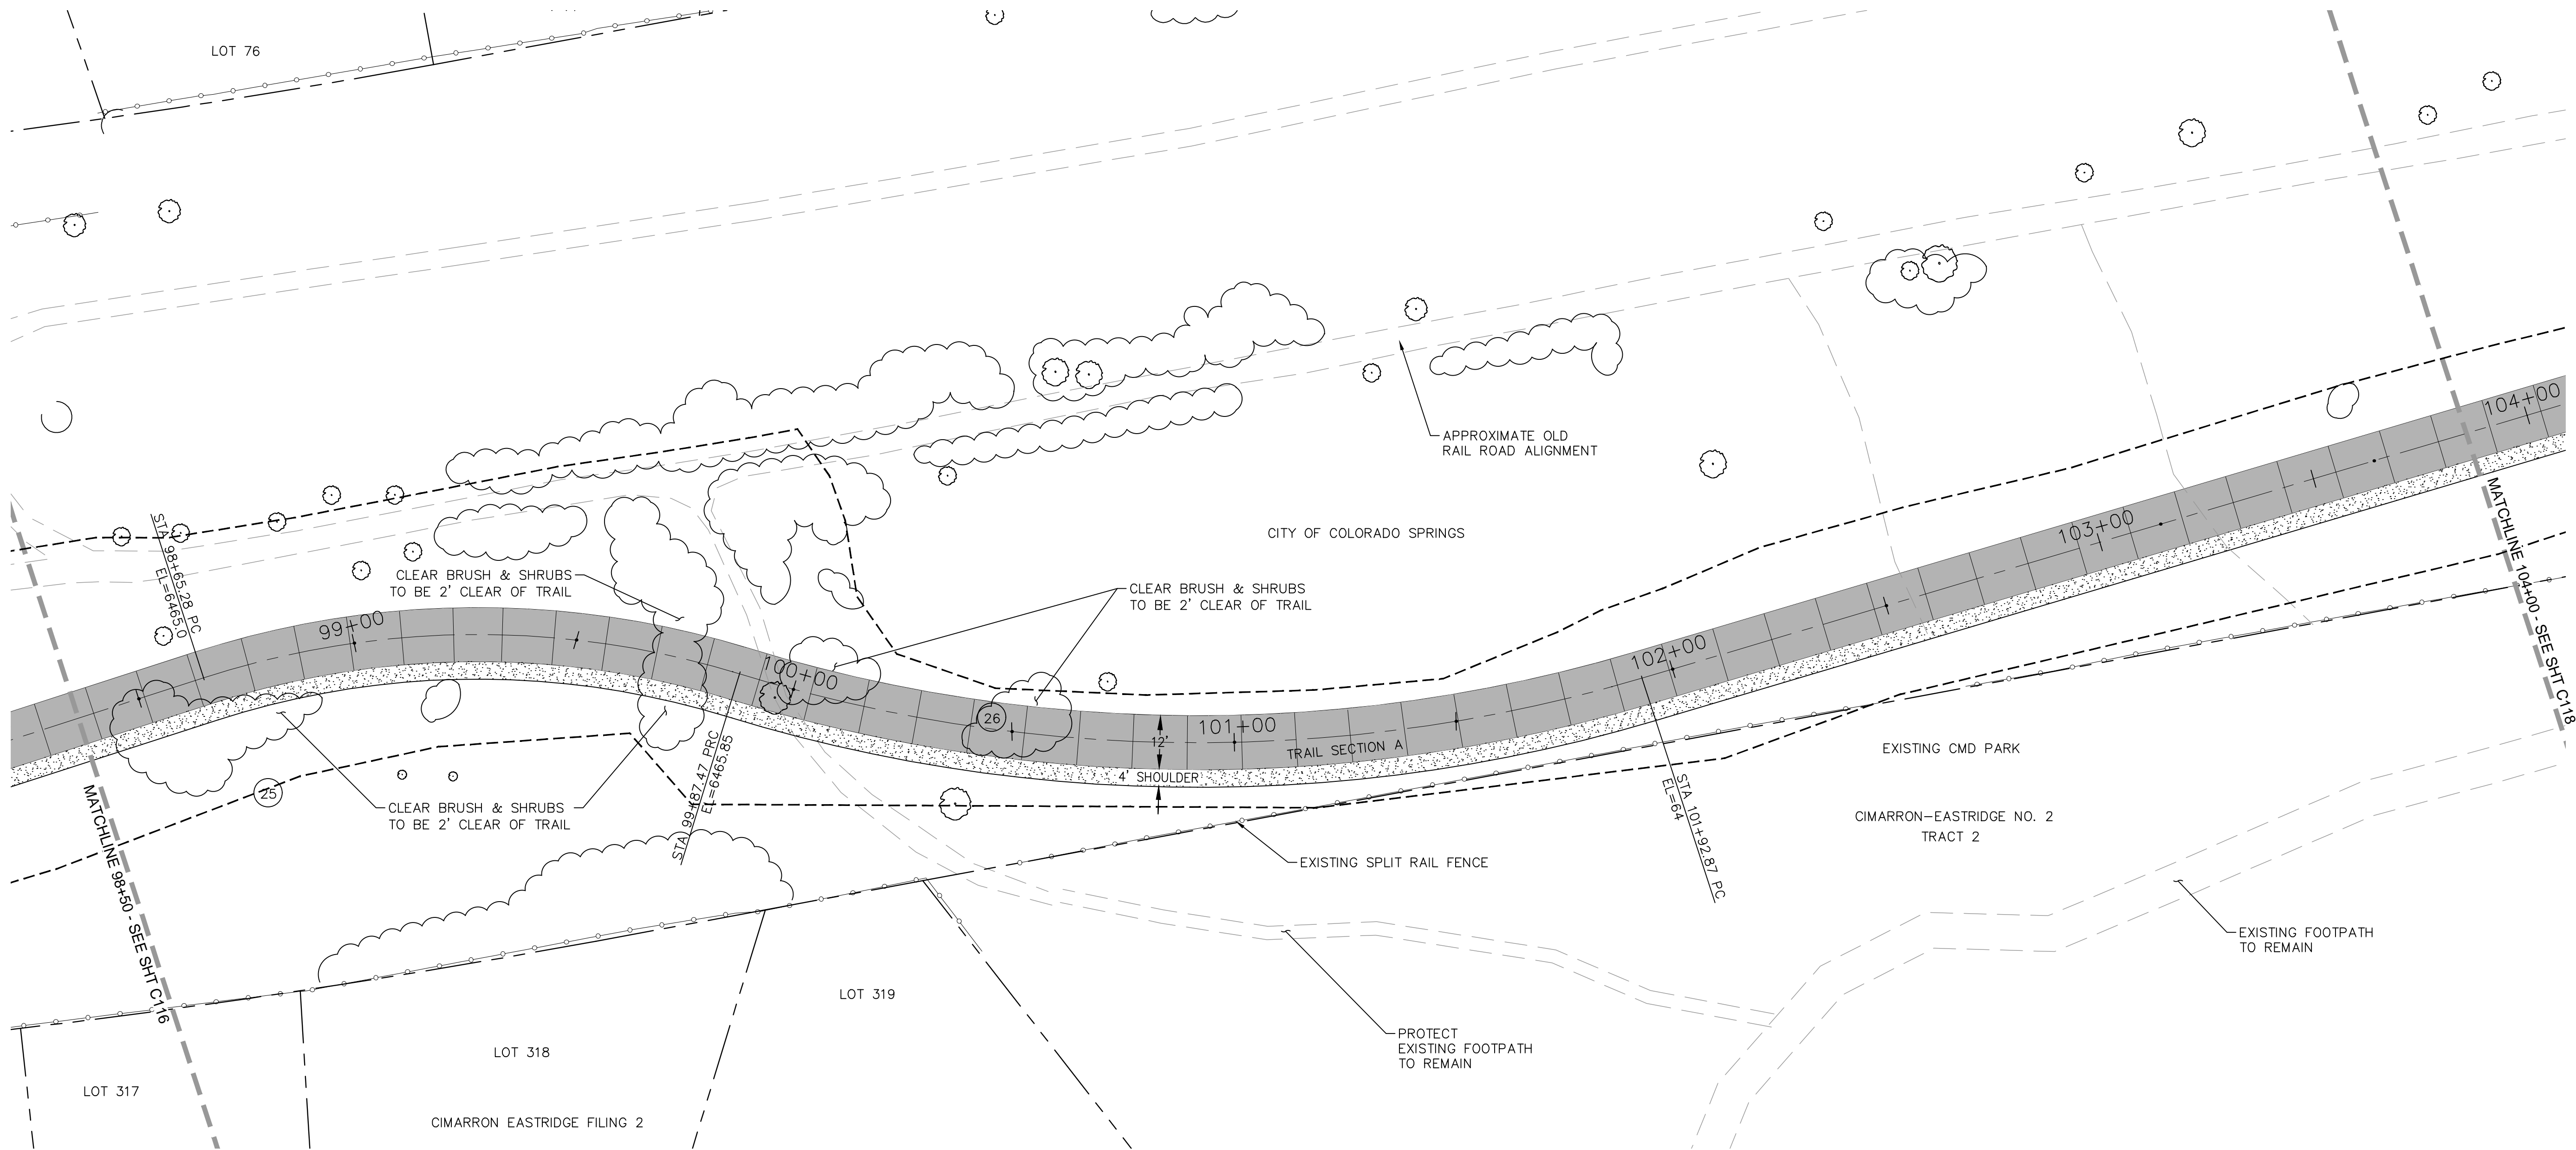 LOT 76
STA 98+65.28 PC
EL=6465.0
CLEAR BRUSH & SHRUBS
TO BE 2' CLEAR OF TRAIL
CLEAR BRUSH & SHRUBS
TO BE 2' CLEAR OF TRAIL
APPROXIMATE OLD
RAIL ROAD ALIGNMENT
CITY OF COLORADO SPRINGS
99+00
100+00
101+00
102+00
103+00
104+00
26
12'
TRAIL SECTION A
4' SHOULDER
25
CLEAR BRUSH & SHRUBS
TO BE 2' CLEAR OF TRAIL
STA 99+87.47 PRC
EL=6465.85
STA 101+92.87 PC
EL=64
EXISTING SPLIT RAIL FENCE
EXISTING CMD PARK
CIMARRON-EASTRIDGE NO. 2
TRACT 2
EXISTING FOOTPATH
TO REMAIN
PROTECT
EXISTING FOOTPATH
TO REMAIN
MATCHLINE 98+50 - SEE SHT C116
MATCHLINE 104+00 - SEE SHT C118
LOT 319
LOT 318
LOT 317
CIMARRON EASTRIDGE FILING 2